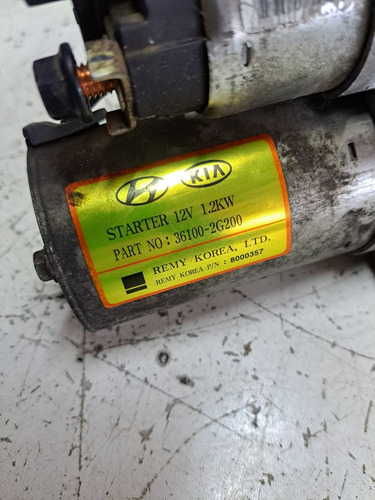 KIA
STARTER 12V 1.2KW
PART NO : 36100-2G200
REMY KOREA. LTD.
REMY KOREA P/N : 8000357